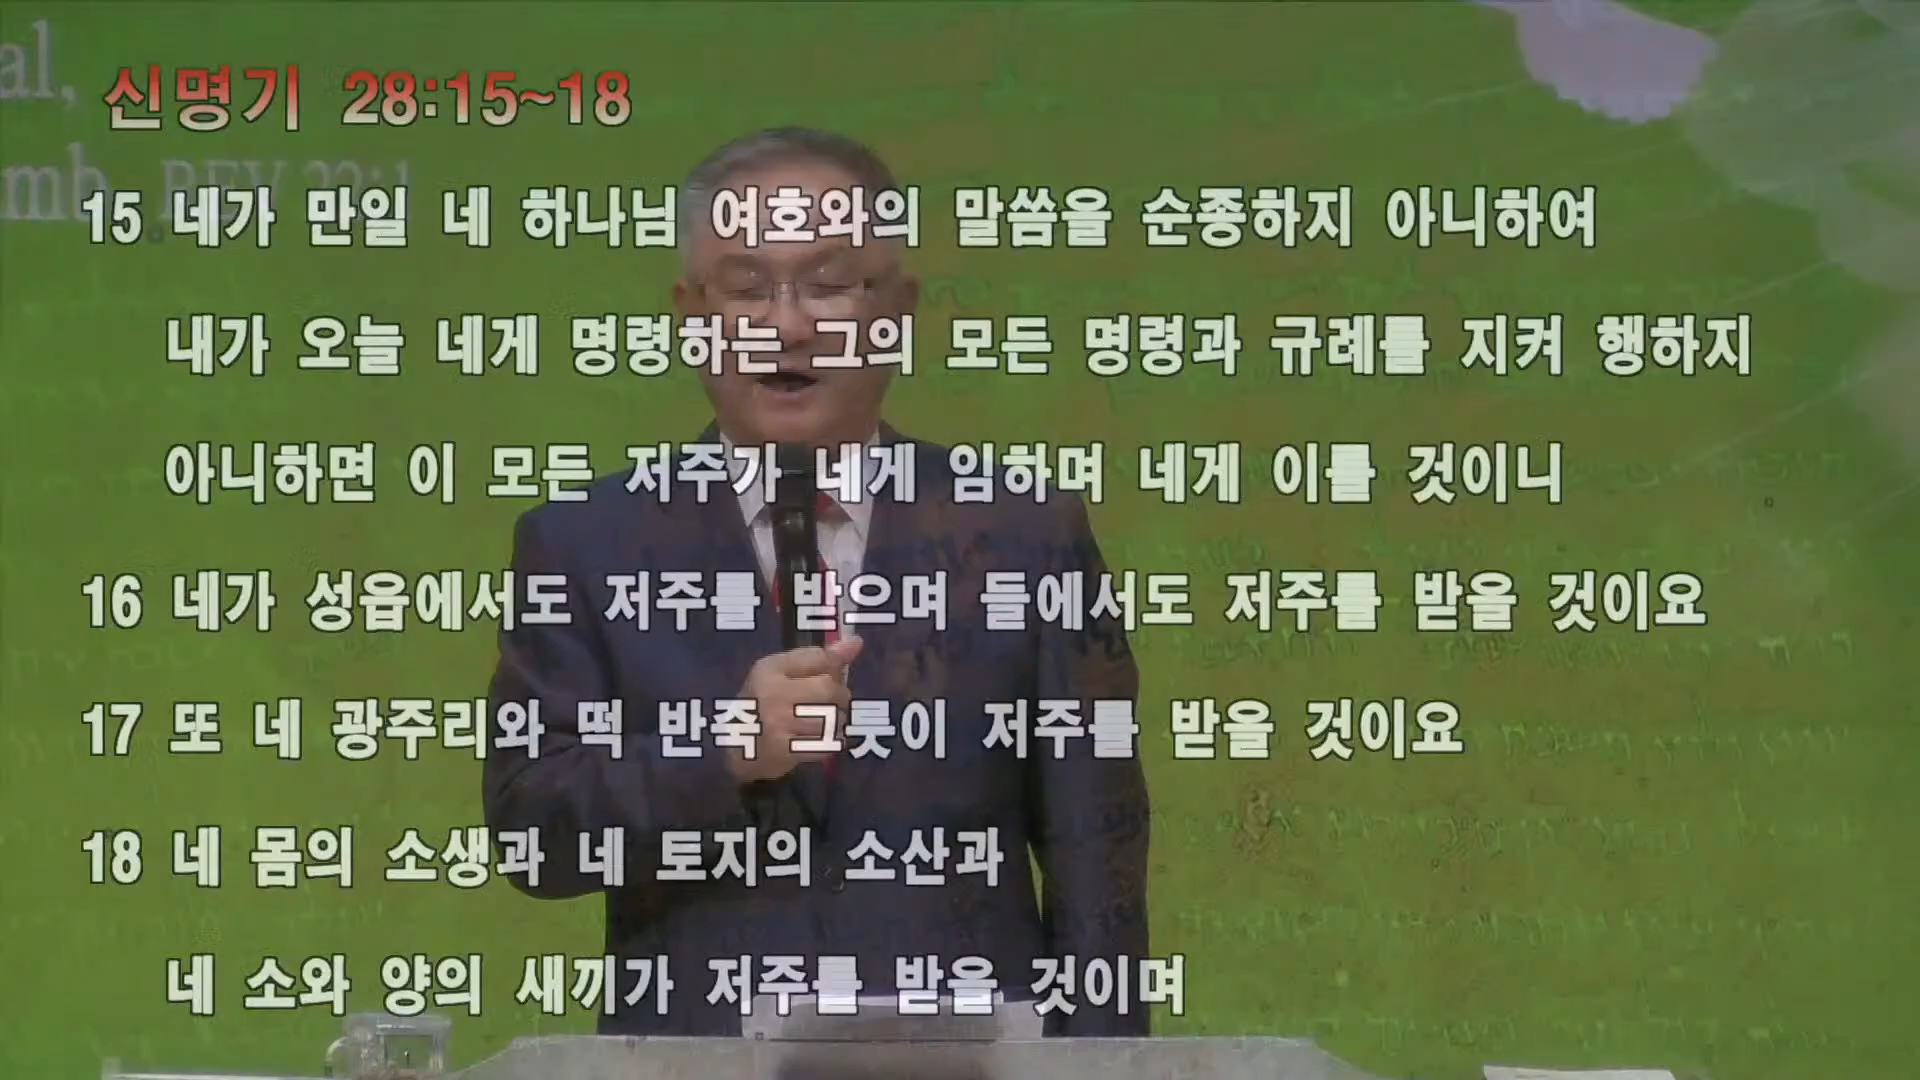 al,
신명기 28:15~18
mb. REV 22:1
15 네가 만일 네 하나님 여호와의 말씀을 순종하지 아니하여
내가 오늘 네게 명령하는 그의 모든 명령과 규례를 지켜 행하지
아니하면 이 모든 저주가 네게 임하며 네게 이를 것이니
16 네가 성읍에서도 저주를 받으며 들에서도 저주를 받을 것이요
17 또 네 광주리와 떡 반죽 그릇이 저주를 받을 것이요
18 네 몸의 소생과 네 토지의 소산과
네 소와 양의 새끼가 저주를 받을 것이며